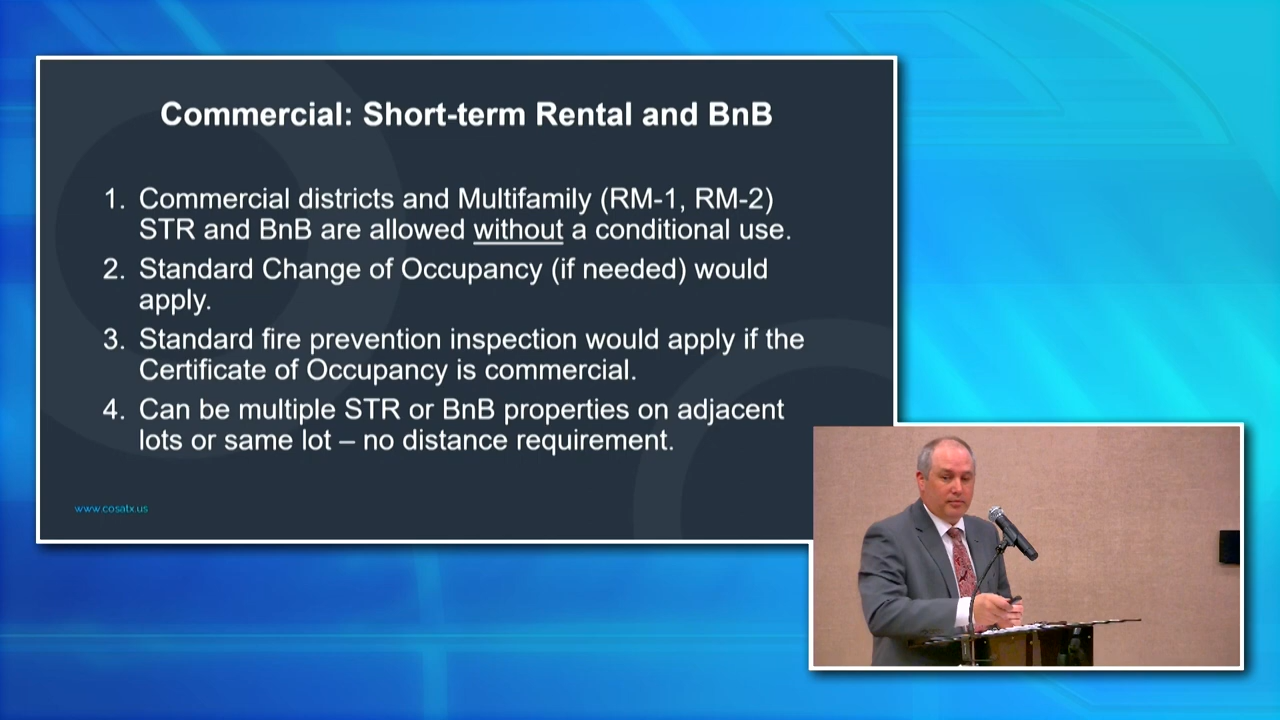 Commercial: Short-term Rental and BnB
1. Commercial districts and Multifamily (RM-1, RM-2)
STR and BnB are allowed without a conditional use.
2. Standard Change of Occupancy (if needed) would
apply.
3. Standard fire prevention inspection would apply if the
Certificate of Occupancy is commercial.
4. Can be multiple STR or BnB properties on adjacent
lots or same lot – no distance requirement.
www.cosatx.us